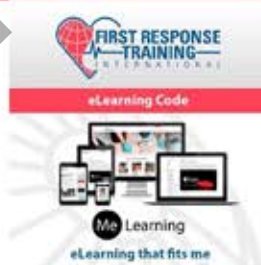 FIRST RESPONSE
TRAINING
INTERNATIONAL
eLearning Code
Me Learning
eLearning that fits me